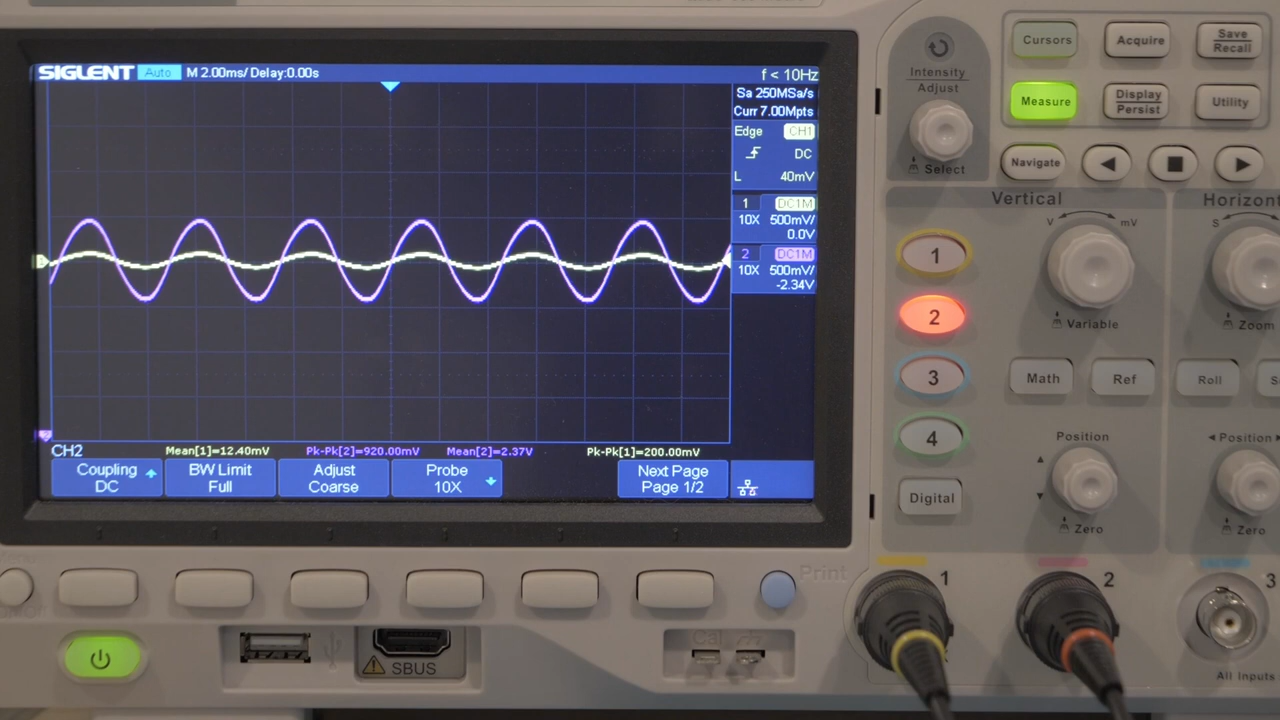 SIGLENT Auto M 2.00ms/ Delay:0.00s f < 10Hz
Sa 250MSa/s
Curr 7.00Mpts
Edge CH1
DC
L 40mV
1 DC1M
10X 500mV/
0.0V
2 DC1M
10X 500mV/
-2.34V
CH2 Mean[1]=12.40mV Pk-Pk[2]=920.00mV Mean[2]=2.37V Pk-Pk[1]=200.00mV
Coupling
DC
BW Limit
Full
Adjust
Coarse
Probe
10X
Next Page
Page 1/2
Print
SBUS
Cal
Intensity
Adjust
Select
Cursors
Acquire
Save
Recall
Measure
Display
Persist
Utility
Navigate
Vertical
V mV
Variable
1
2
3
4
Math
Ref
Position
Zero
Digital
Horizont
S
Zoom
Roll
S
Position
Zero
1
2
3
All Inputs